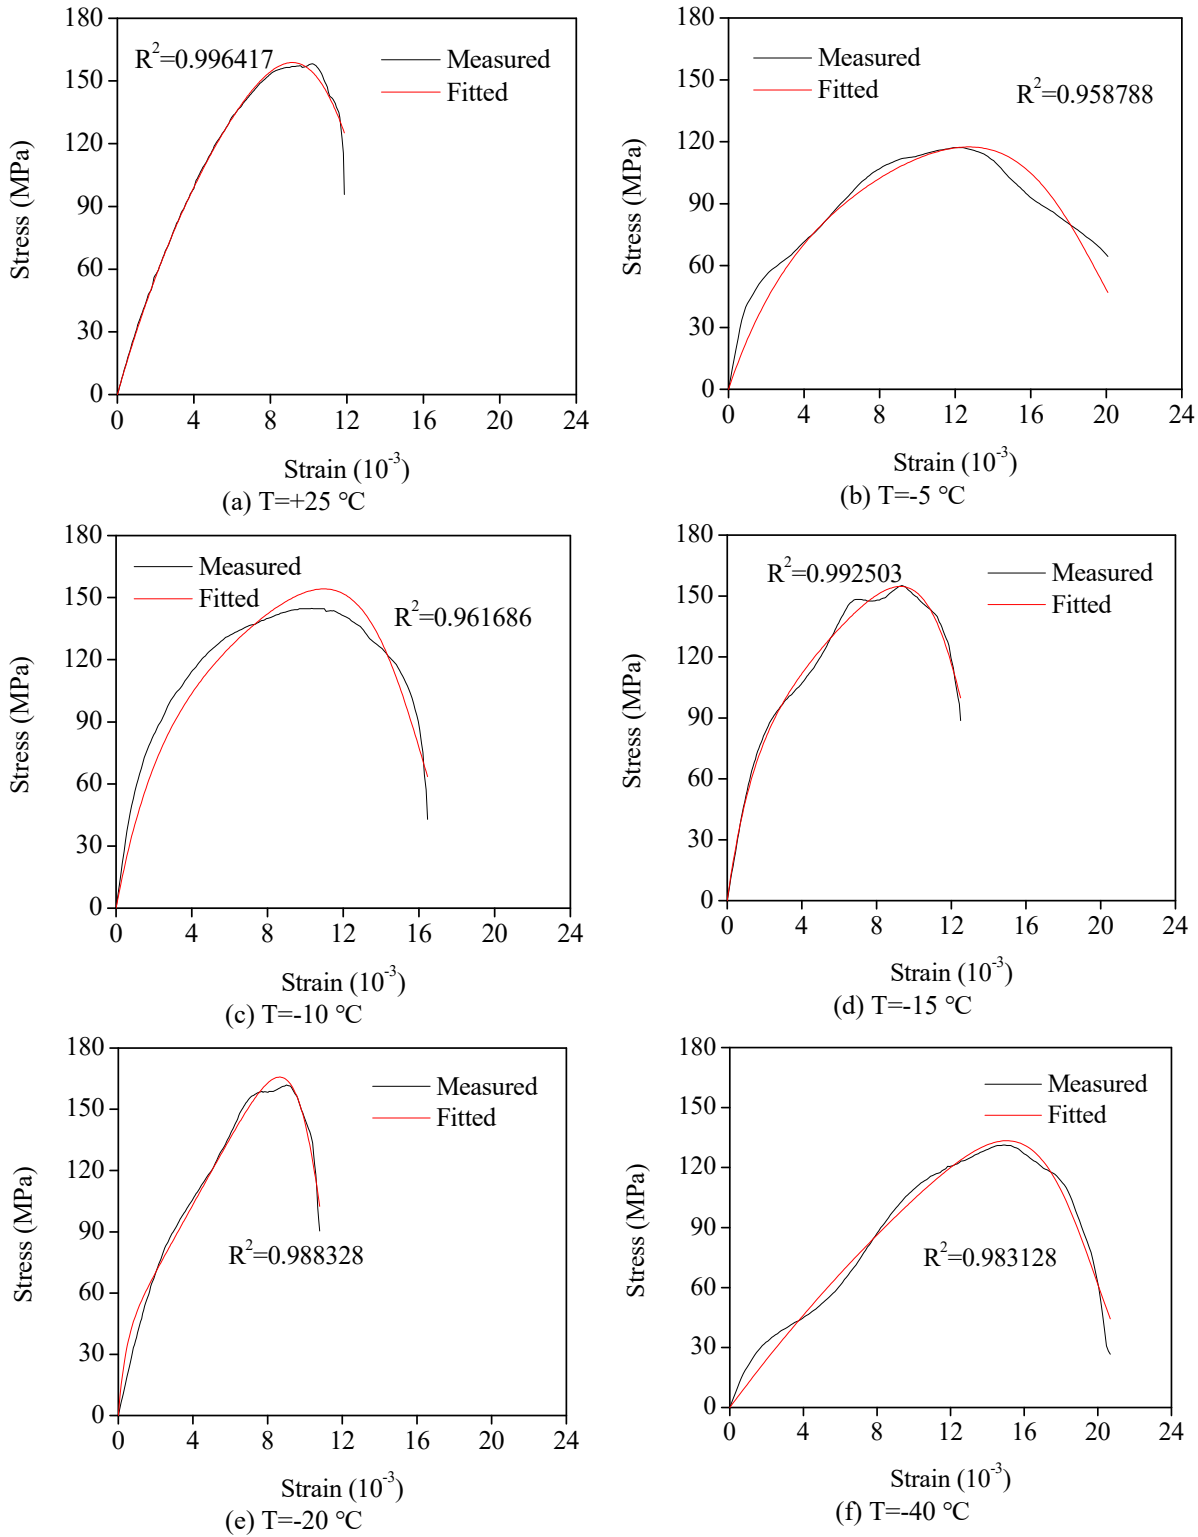 180
150
120
90
60
30
0
Stress (MPa)
R²=0.996417
Measured
Fitted
0 4 8 12 16 20 24
Strain (10⁻³)
(a) T=+25 °C
180
150
120
90
60
30
0
Stress (MPa)
Measured
Fitted
R²=0.958788
0 4 8 12 16 20 24
Strain (10⁻³)
(b) T=-5 °C
180
150
120
90
60
30
0
Stress (MPa)
Measured
Fitted
R²=0.961686
0 4 8 12 16 20 24
Strain (10⁻³)
(c) T=-10 °C
180
150
120
90
60
30
0
Stress (MPa)
R²=0.992503
Measured
Fitted
0 4 8 12 16 20 24
Strain (10⁻³)
(d) T=-15 °C
180
150
120
90
60
30
0
Stress (MPa)
Measured
Fitted
R²=0.988328
0 4 8 12 16 20 24
Strain (10⁻³)
(e) T=-20 °C
180
150
120
90
60
30
0
Stress (MPa)
Measured
Fitted
R²=0.983128
0 4 8 12 16 20 24
Strain (10⁻³)
(f) T=-40 °C